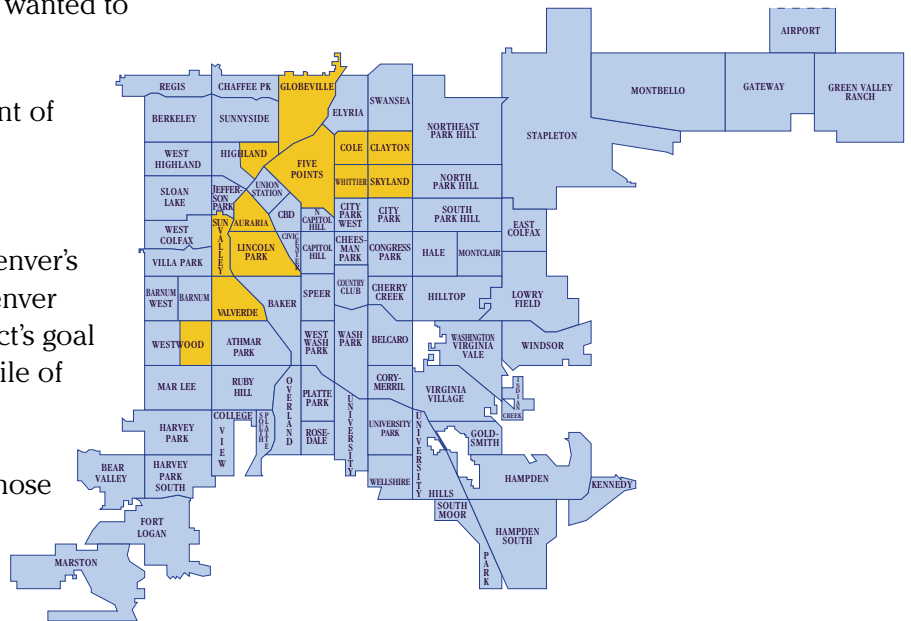 wanted to
nt of
enver's
enver
ct's goal
ile of
hose
AIRPORT
REGIS
CHAFFEE PK
GLOBEVILLE
MONTBELLO
GATEWAY
GREEN VALLEY
RANCH
BERKELEY
SUNNYSIDE
ELYRIA
SWANSEA
NORTHEAST
PARK HILL
STAPLETON
WEST
HIGHLAND
HIGHLAND
FIVE
POINTS
COLE
CLAYTON
SLOAN
LAKE
JEFFER-
SON
PARK
UNION
STATION
WHITTIER
SKYLAND
NORTH
PARK HILL
WEST
COLFAX
SUN
VALLEY
AURARIA
CBD
N
CAPITOL
HILL
CITY
PARK
WEST
CITY
PARK
SOUTH
PARK HILL
EAST
COLFAX
VILLA PARK
LINCOLN
PARK
CIVIC
CENTER
CAPITOL
HILL
CHEES-
MAN
PARK
CONGRESS
PARK
HALE
MONTCLAIR
BARNUM
WEST
BARNUM
VALVERDE
BAKER
SPEER
COUNTRY
CLUB
CHERRY
CREEK
HILLTOP
LOWRY
FIELD
WESTWOOD
ATHMAR
PARK
WEST
WASH
PARK
WASH
PARK
BELCARO
WASHINGTON
VIRGINIA
VALE
WINDSOR
MAR LEE
RUBY
HILL
OVERLAND
PLATTE
PARK
CORY-
MERRIL
VIRGINIA
VILLAGE
INDIAN
CREEK
HARVEY
PARK
COLLEGE
VIEW
SOUTH
PLATTE
ROSE-
DALE
UNIVERSITY
UNIVERSITY
PARK
UNIVERSITY
HILLS
GOLD-
SMITH
BEAR
VALLEY
HARVEY
PARK
SOUTH
WELLSHIRE
HAMPDEN
KENNEDY
FORT
LOGAN
SOUTH
MOOR
PARK
HAMPDEN
SOUTH
MARSTON